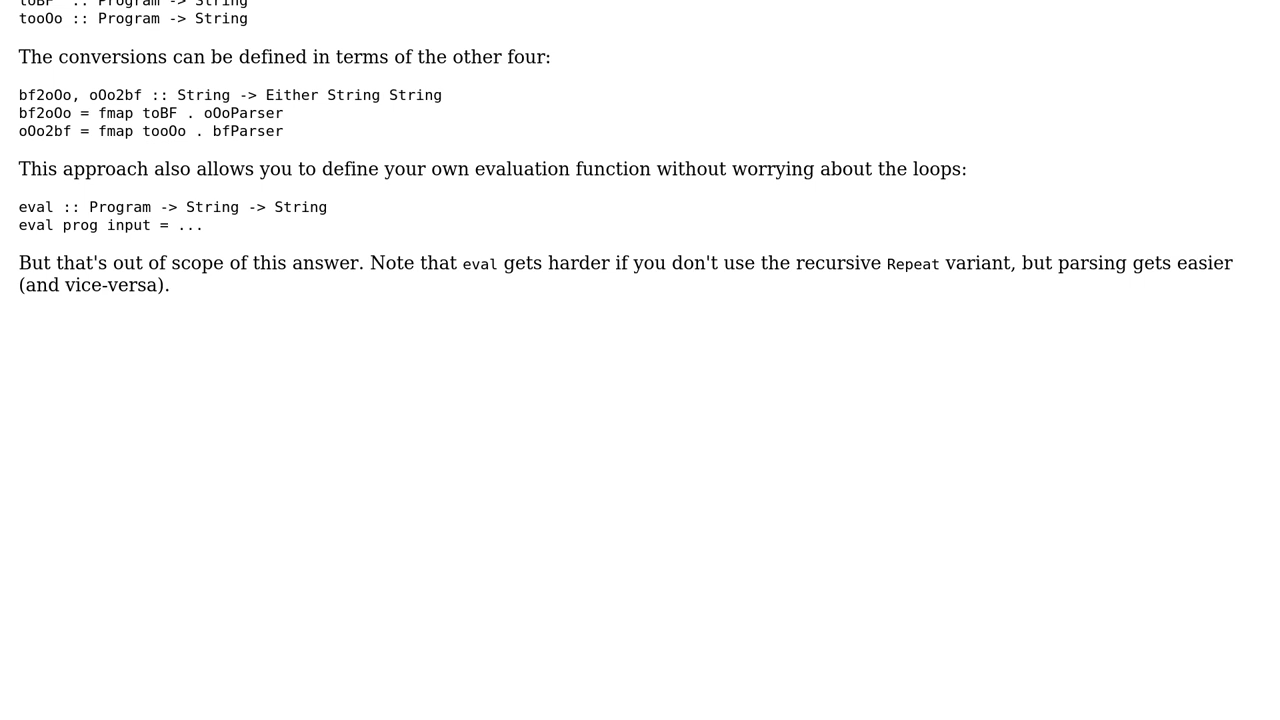 toBF  :: Program -> String
tooOo :: Program -> String
The conversions can be defined in terms of the other four:
bf2oOo, oOo2bf :: String -> Either String String
bf2oOo = fmap toBF . oOoParser
oOo2bf = fmap tooOo . bfParser
This approach also allows you to define your own evaluation function without worrying about the loops:
eval :: Program -> String -> String
eval prog input = ...
But that's out of scope of this answer. Note that eval gets harder if you don't use the recursive Repeat variant, but parsing gets easier
(and vice-versa).